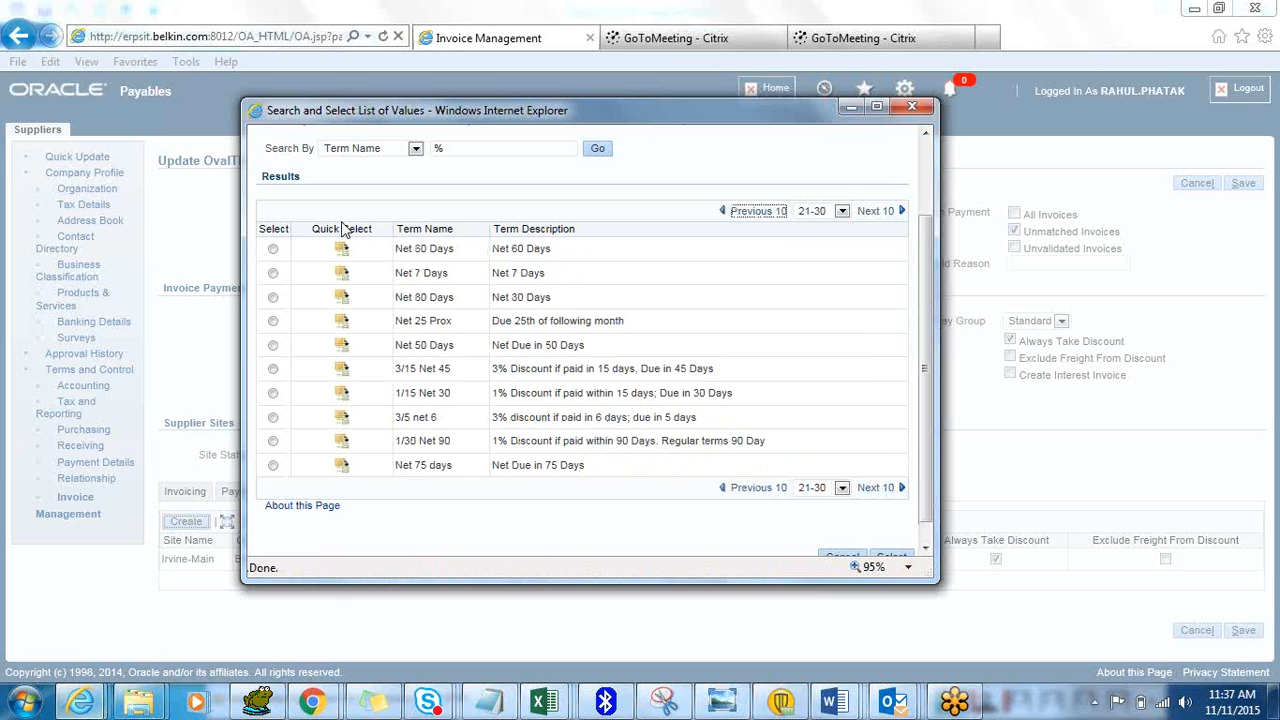 http://erpsit.belkin.com:8012/OA_HTML/OA.jsp?pa
Invoice Management
GoToMeeting - Citrix
GoToMeeting - Citrix
File Edit View Favorites Tools Help
ORACLE Payables
Home
0
Logged In As RAHUL.PHATAK
Logout
Suppliers
Quick Update
Company Profile
Organization
Tax Details
Address Book
Contact
Directory
Business
Classification
Products &
Services
Banking Details
Surveys
Approval History
Terms and Control
Accounting
Tax and
Reporting
Purchasing
Receiving
Payment Details
Relationship
Invoice
Management
Update OvalT
Cancel Save
Payment
All Invoices
Unmatched Invoices
Unvalidated Invoices
Reason
Invoice Paymen
Group Standard
Always Take Discount
Exclude Freight From Discount
Create Interest Invoice
Supplier Sites
Site Stat
Invoicing Pay
Create
Site Name
Always Take Discount Exclude Freight From Discount
Irvine-Main
Search and Select List of Values - Windows Internet Explorer
Search By Term Name % Go
Results
Previous 10 21-30 Next 10
Select Quick Select Term Name Term Description
Net 60 Days Net 60 Days
Net 7 Days Net 7 Days
Net 80 Days Net 30 Days
Net 25 Prox Due 25th of following month
Net 50 Days Net Due in 50 Days
3/15 Net 45 3% Discount if paid in 15 days, Due in 45 Days
1/15 Net 30 1% Discount if paid within 15 days; Due in 30 Days
3/5 net 6 3% discount if paid in 6 days; due in 5 days
1/30 Net 90 1% Discount if paid within 90 Days. Regular terms 90 Day
Net 75 days Net Due in 75 Days
Previous 10 21-30 Next 10
About this Page
Cancel Select
Done.
95%
Cancel Save
Copyright (c) 1998, 2014, Oracle and/or its affiliates. All rights reserved.
About this Page Privacy Statement
11:37 AM
11/11/2015